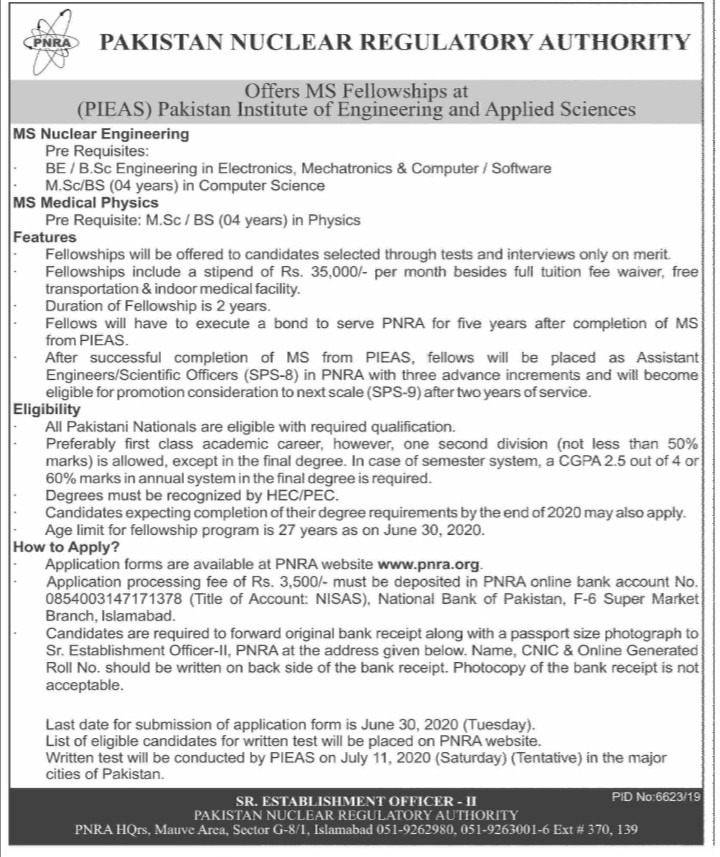 PNRA
PAKISTAN NUCLEAR REGULATORY AUTHORITY
Offers MS Fellowships at
(PIEAS) Pakistan Institute of Engineering and Applied Sciences
MS Nuclear Engineering
Pre Requisites:
· BE / B.Sc Engineering in Electronics, Mechatronics & Computer / Software
· M.Sc/BS (04 years) in Computer Science
MS Medical Physics
Pre Requisite: M.Sc / BS (04 years) in Physics
Features
· Fellowships will be offered to candidates selected through tests and interviews only on merit.
· Fellowships include a stipend of Rs. 35,000/- per month besides full tuition fee waiver, free
transportation & indoor medical facility.
· Duration of Fellowship is 2 years.
· Fellows will have to execute a bond to serve PNRA for five years after completion of MS
from PIEAS.
· After successful completion of MS from PIEAS, fellows will be placed as Assistant
Engineers/Scientific Officers (SPS-8) in PNRA with three advance increments and will become
eligible for promotion consideration to next scale (SPS-9) after two years of service.
Eligibility
· All Pakistani Nationals are eligible with required qualification.
· Preferably first class academic career, however, one second division (not less than 50%
marks) is allowed, except in the final degree. In case of semester system, a CGPA 2.5 out of 4 or
60% marks in annual system in the final degree is required.
· Degrees must be recognized by HEC/PEC.
· Candidates expecting completion of their degree requirements by the end of 2020 may also apply.
· Age limit for fellowship program is 27 years as on June 30, 2020.
How to Apply?
· Application forms are available at PNRA website www.pnra.org.
· Application processing fee of Rs. 3,500/- must be deposited in PNRA online bank account No.
0854003147171378 (Title of Account: NISAS), National Bank of Pakistan, F-6 Super Market
Branch, Islamabad.
· Candidates are required to forward original bank receipt along with a passport size photograph to
Sr. Establishment Officer-II, PNRA at the address given below. Name, CNIC & Online Generated
Roll No. should be written on back side of the bank receipt. Photocopy of the bank receipt is not
acceptable.
Last date for submission of application form is June 30, 2020 (Tuesday).
List of eligible candidates for written test will be placed on PNRA website.
Written test will be conducted by PIEAS on July 11, 2020 (Saturday) (Tentative) in the major
cities of Pakistan.
SR. ESTABLISHMENT OFFICER - II
PID No:6623/19
PAKISTAN NUCLEAR REGULATORY AUTHORITY
PNRA HQrs, Mauve Area, Sector G-8/1, Islamabad 051-9262980, 051-9263001-6 Ext # 370, 139